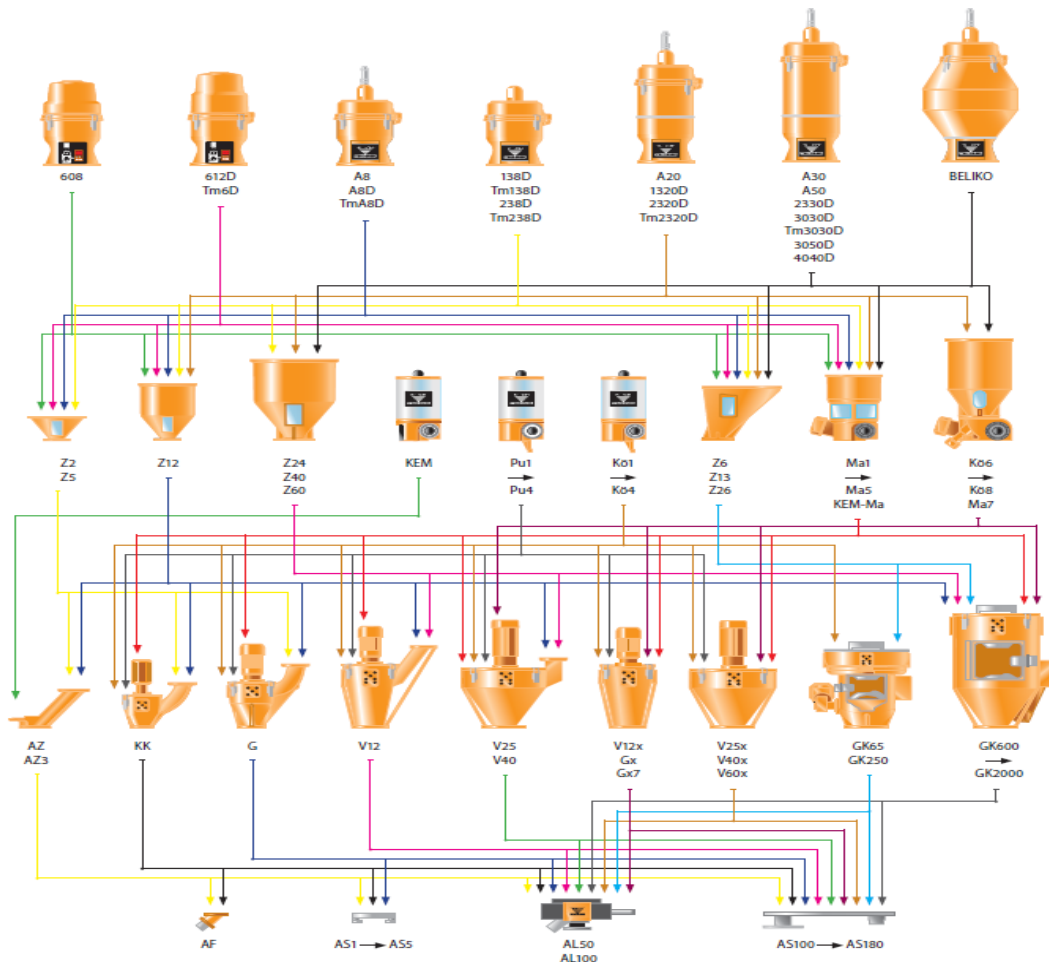 608
612D
Tm6D
A8
A8D
TmA8D
138D
Tm138D
238D
Tm238D
A20
1320D
2320D
Tm2320D
A30
A50
2330D
3030D
Tm3030D
3050D
4040D
BELIKO
Z2
Z5
Z12
Z24
Z40
Z60
KEM
Pu1
Pu4
Kö1
Kö4
Z6
Z13
Z26
Ma1
Ma5
KEM-Ma
Kö6
Kö8
Ma7
AZ
AZ3
KK
G
V12
V25
V40
V12x
Gx
Gx7
V25x
V40x
V60x
GK65
GK250
GK600
GK2000
AF
AS1 → AS5
AL50
AL100
AS100 → AS180